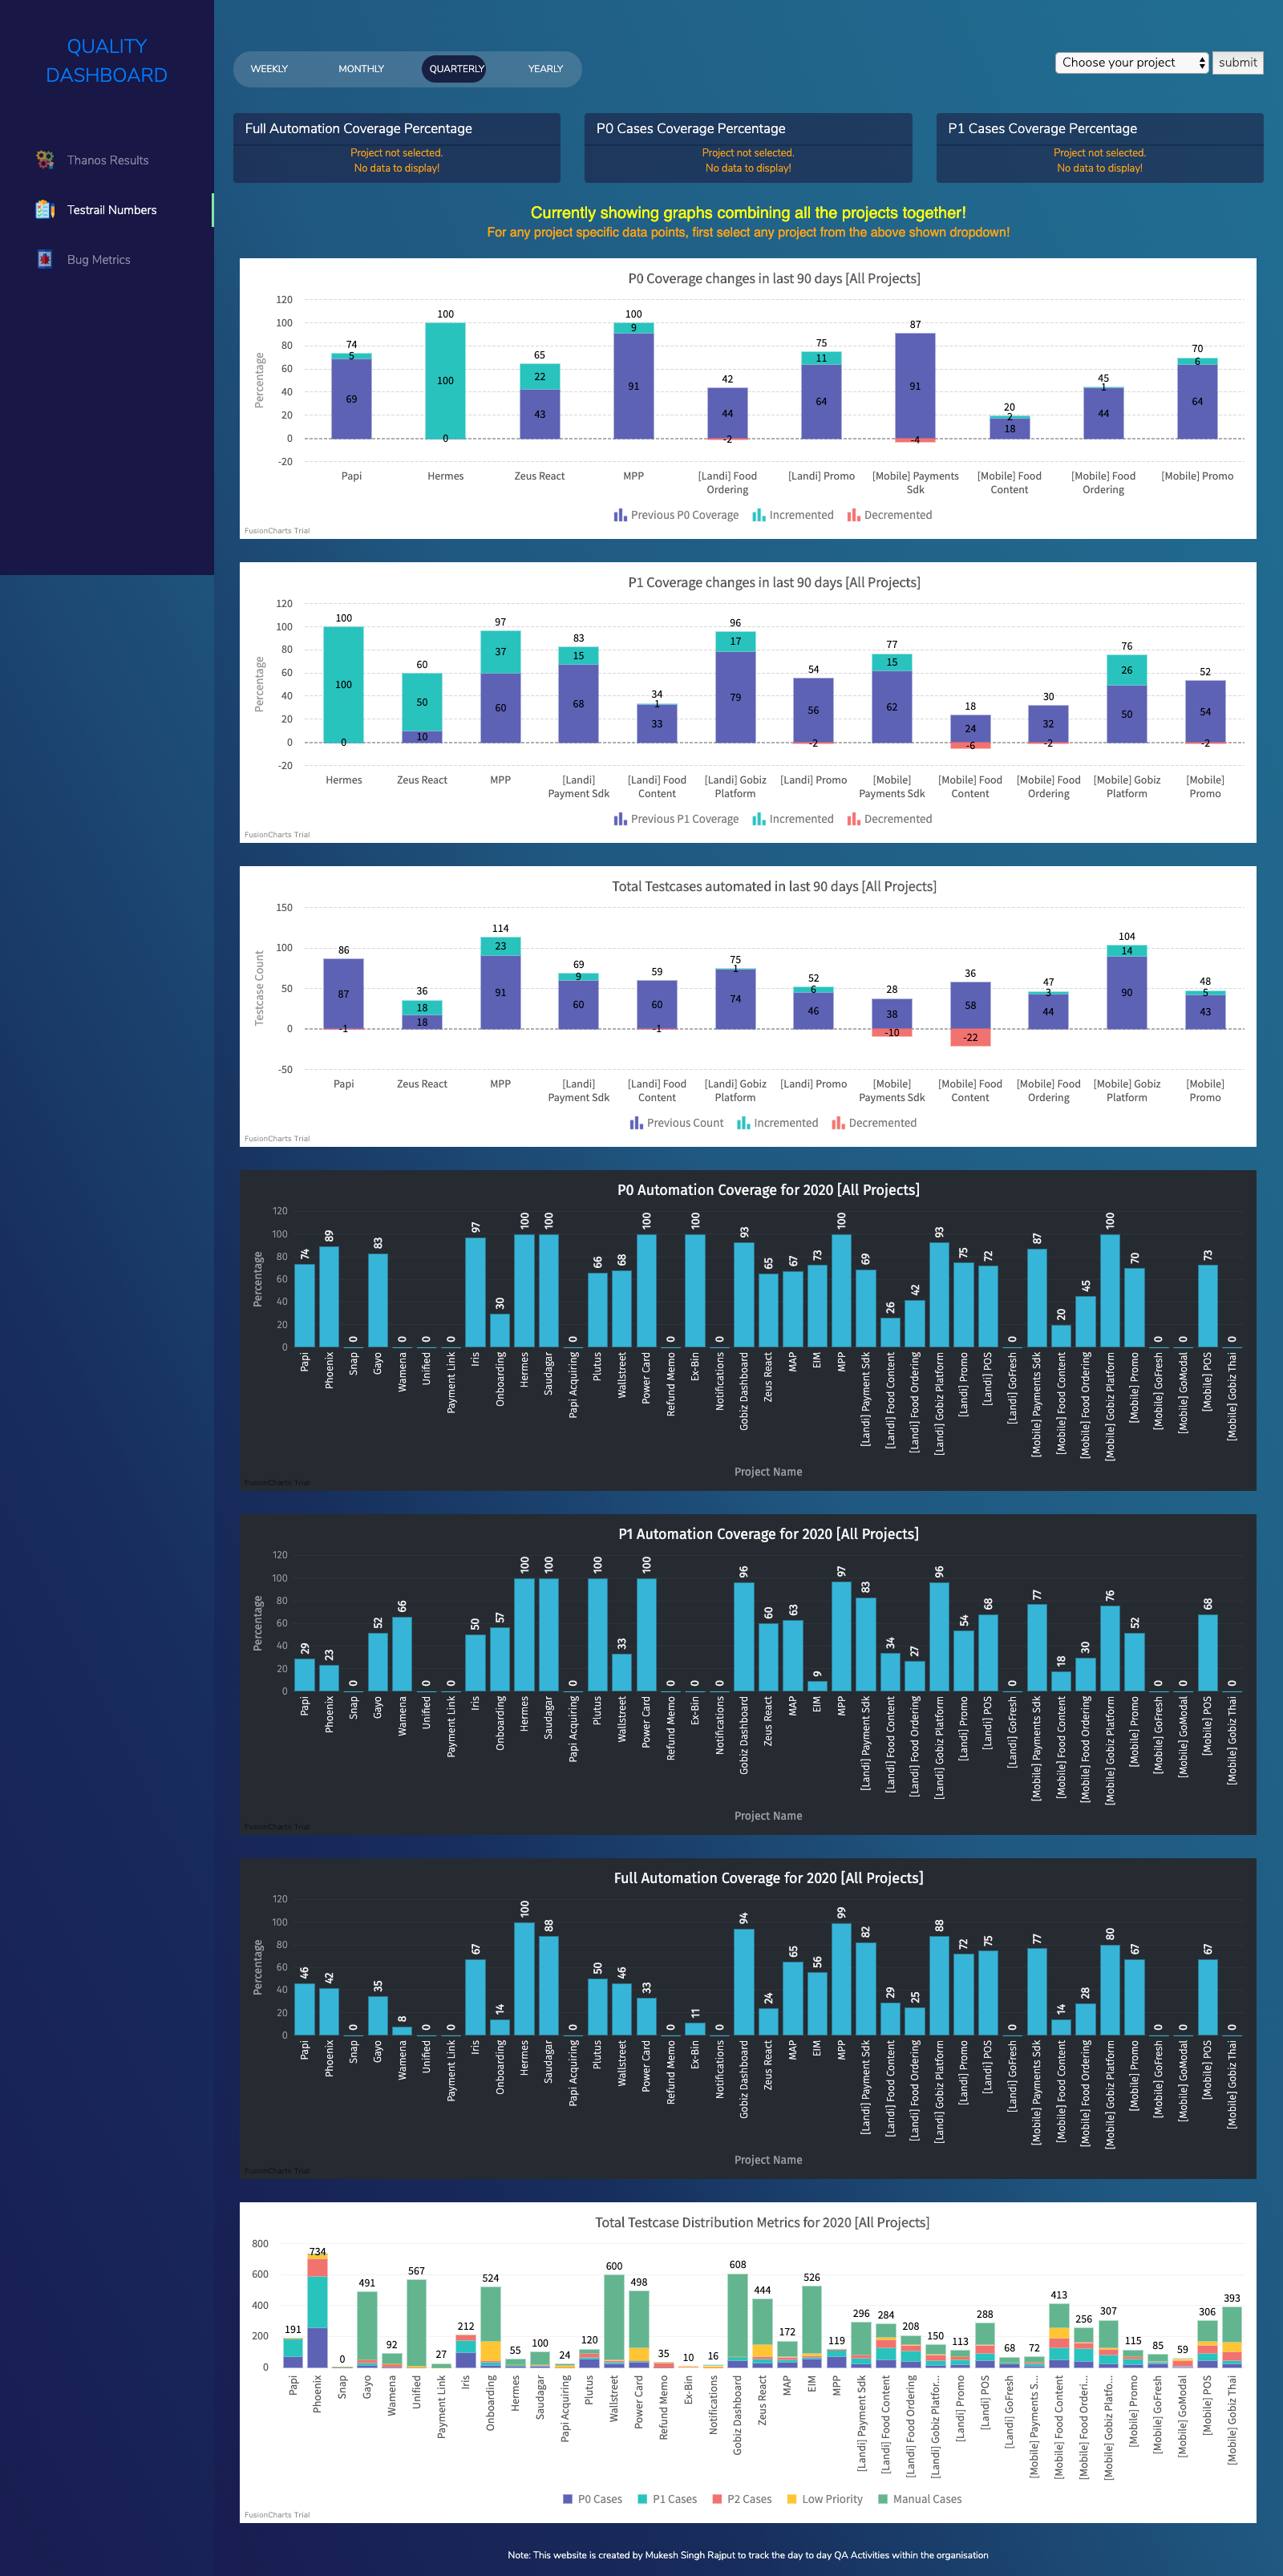 QUALITY
DASHBOARD
Thanos Results
Testrail Numbers
Bug Metrics
WEEKLY MONTHLY QUARTERLY YEARLY
Choose your project submit
Full Automation Coverage Percentage P0 Cases Coverage Percentage P1 Cases Coverage Percentage
Project not selected. Project not selected. Project not selected.
No data to display! No data to display! No data to display!
Currently showing graphs combining all the projects together!
For any project specific data points, first select any project from the above shown dropdown!
P0 Coverage changes in last 90 days [All Projects]
Percentage
120
100
80
60
40
20
0
-20
74 100 65 100 42 75 87 20 45 70
5 100 22 9 -2 11 -4 2 1 6
69 0 43 91 44 64 91 18 44 64
Papi Hermes Zeus React MPP [Landi] Food Ordering [Landi] Promo [Mobile] Payments Sdk [Mobile] Food Content [Mobile] Food Ordering [Mobile] Promo
Previous P0 Coverage Incremented Decremented
FusionCharts Trial
P1 Coverage changes in last 90 days [All Projects]
Percentage
120
100
80
60
40
20
0
-20
100 60 97 83 34 96 54 77 18 30 76 52
100 50 37 15 1 17 -2 15 -6 -2 26 -2
0 10 60 68 33 79 56 62 24 32 50 54
Hermes Zeus React MPP [Landi] Payment Sdk [Landi] Food Content [Landi] Gobiz Platform [Landi] Promo [Mobile] Payments Sdk [Mobile] Food Content [Mobile] Food Ordering [Mobile] Gobiz Platform [Mobile] Promo
Previous P1 Coverage Incremented Decremented
FusionCharts Trial
Total Testcases automated in last 90 days [All Projects]
Testcase Count
150
100
50
0
-50
86 36 114 69 59 75 52 28 36 47 104 48
-1 18 23 9 -1 1 6 -10 -22 3 14 5
87 18 91 60 60 74 46 38 58 44 90 43
Papi Zeus React MPP [Landi] Payment Sdk [Landi] Food Content [Landi] Gobiz Platform [Landi] Promo [Mobile] Payments Sdk [Mobile] Food Content [Mobile] Food Ordering [Mobile] Gobiz Platform [Mobile] Promo
Previous Count Incremented Decremented
FusionCharts Trial
P0 Automation Coverage for 2020 [All Projects]
Percentage
120
100
80
60
40
20
0
74 89 0 83 0 0 0 97 30 100 100 0 66 68 100 0 100 0 93 65 67 73 100 69 26 42 93 75 72 0 87 20 45 100 70 0 0 73 0
Papi Phoenix Snap Gayo Wamena Unified Payment Link Iris Onboarding Hermes Saudagar Papi Acquiring Plutus Wallstreet Power Card Refund Memo Ex-Bin Notifications Gobiz Dashboard Zeus React MAP EIM MPP [Landi] Payment Sdk [Landi] Food Content [Landi] Food Ordering [Landi] Gobiz Platform [Landi] Promo [Landi] POS [Landi] GoFresh [Mobile] Payments Sdk [Mobile] Food Content [Mobile] Food Ordering [Mobile] Gobiz Platform [Mobile] Promo [Mobile] GoFresh [Mobile] GoModal [Mobile] POS [Mobile] Gobiz Thai
Project Name
FusionCharts Trial
P1 Automation Coverage for 2020 [All Projects]
Percentage
120
100
80
60
40
20
0
29 23 0 52 66 0 0 50 57 100 100 0 100 33 100 0 0 0 96 60 63 9 97 83 34 27 96 54 68 0 77 18 30 76 52 0 0 68 0
Papi Phoenix Snap Gayo Wamena Unified Payment Link Iris Onboarding Hermes Saudagar Papi Acquiring Plutus Wallstreet Power Card Refund Memo Ex-Bin Notifications Gobiz Dashboard Zeus React MAP EIM MPP [Landi] Payment Sdk [Landi] Food Content [Landi] Food Ordering [Landi] Gobiz Platform [Landi] Promo [Landi] POS [Landi] GoFresh [Mobile] Payments Sdk [Mobile] Food Content [Mobile] Food Ordering [Mobile] Gobiz Platform [Mobile] Promo [Mobile] GoFresh [Mobile] GoModal [Mobile] POS [Mobile] Gobiz Thai
Project Name
FusionCharts Trial
Full Automation Coverage for 2020 [All Projects]
Percentage
120
100
80
60
40
20
0
46 42 0 35 8 0 0 67 14 100 88 0 50 46 33 0 11 0 94 24 65 56 99 82 29 25 88 72 75 0 77 14 28 80 67 0 0 67 0
Papi Phoenix Snap Gayo Wamena Unified Payment Link Iris Onboarding Hermes Saudagar Papi Acquiring Plutus Wallstreet Power Card Refund Memo Ex-Bin Notifications Gobiz Dashboard Zeus React MAP EIM MPP [Landi] Payment Sdk [Landi] Food Content [Landi] Food Ordering [Landi] Gobiz Platform [Landi] Promo [Landi] POS [Landi] GoFresh [Mobile] Payments Sdk [Mobile] Food Content [Mobile] Food Ordering [Mobile] Gobiz Platform [Mobile] Promo [Mobile] GoFresh [Mobile] GoModal [Mobile] POS [Mobile] Gobiz Thai
Project Name
FusionCharts Trial
Total Testcase Distribution Metrics for 2020 [All Projects]
800
600
400
200
0
191 734 0 491 92 567 27 212 524 55 100 24 120 600 498 35 10 16 608 444 172 526 119 296 284 208 150 113 288 68 72 413 256 307 115 85 59 306 393
Papi Phoenix Snap Gayo Wamena Unified Payment Link Iris Onboarding Hermes Saudagar Papi Acquiring Plutus Wallstreet Power Card Refund Memo Ex-Bin Notifications Gobiz Dashboard Zeus React MAP EIM MPP [Landi] Payment Sdk [Landi] Food Content [Landi] Food Ordering [Landi] Gobiz Platfor... [Landi] Promo [Landi] POS [Landi] GoFresh [Mobile] Payments S... [Mobile] Food Content [Mobile] Food Orderi... [Mobile] Gobiz Platfo... [Mobile] Promo [Mobile] GoFresh [Mobile] GoModal [Mobile] POS [Mobile] Gobiz Thai
P0 Cases P1 Cases P2 Cases Low Priority Manual Cases
FusionCharts Trial
Note: This website is created by Mukesh Singh Rajput to track the day to day QA Activities within the organisation